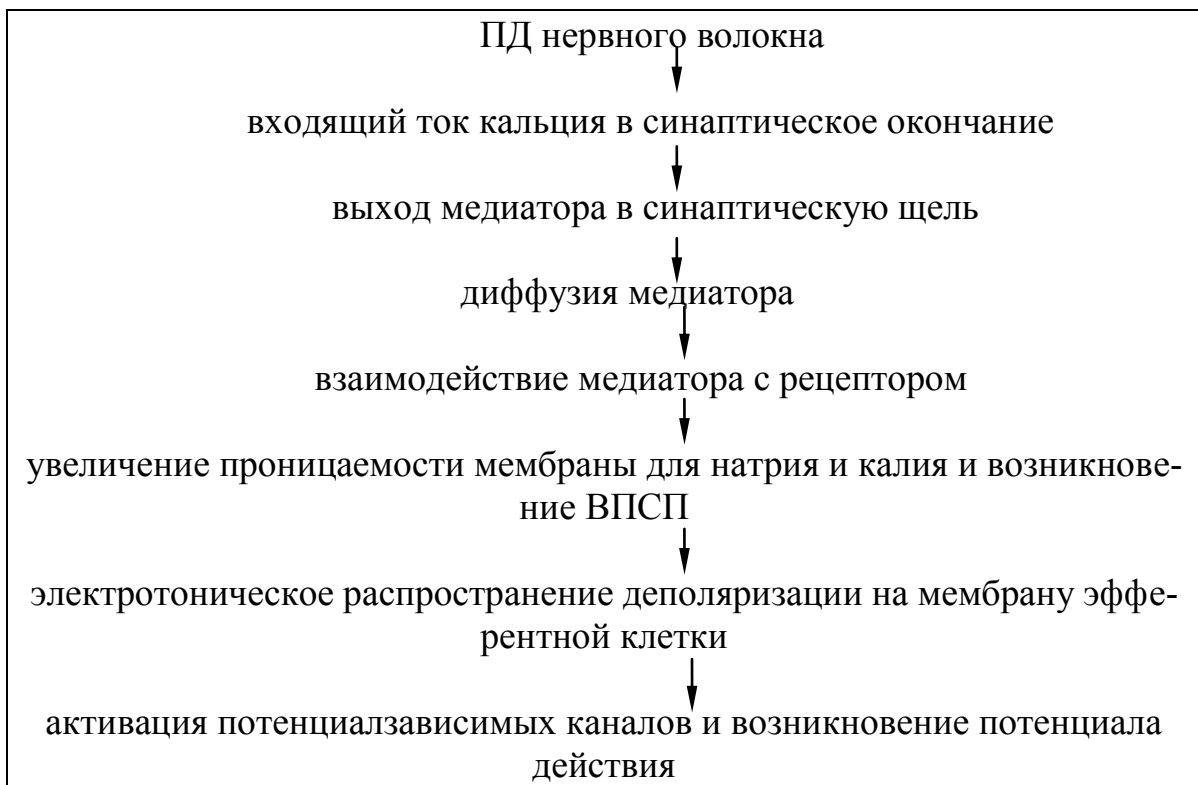 ПД нервного волокна
входящий ток кальция в синаптическое окончание
выход медиатора в синаптическую щель
диффузия медиатора
взаимодействие медиатора с рецептором
увеличение проницаемости мембраны для натрия и калия и возникнове-
ние ВПСП
электротоническое распространение деполяризации на мембрану эффе-
рентной клетки
активация потенциалзависимых каналов и возникновение потенциала
действия